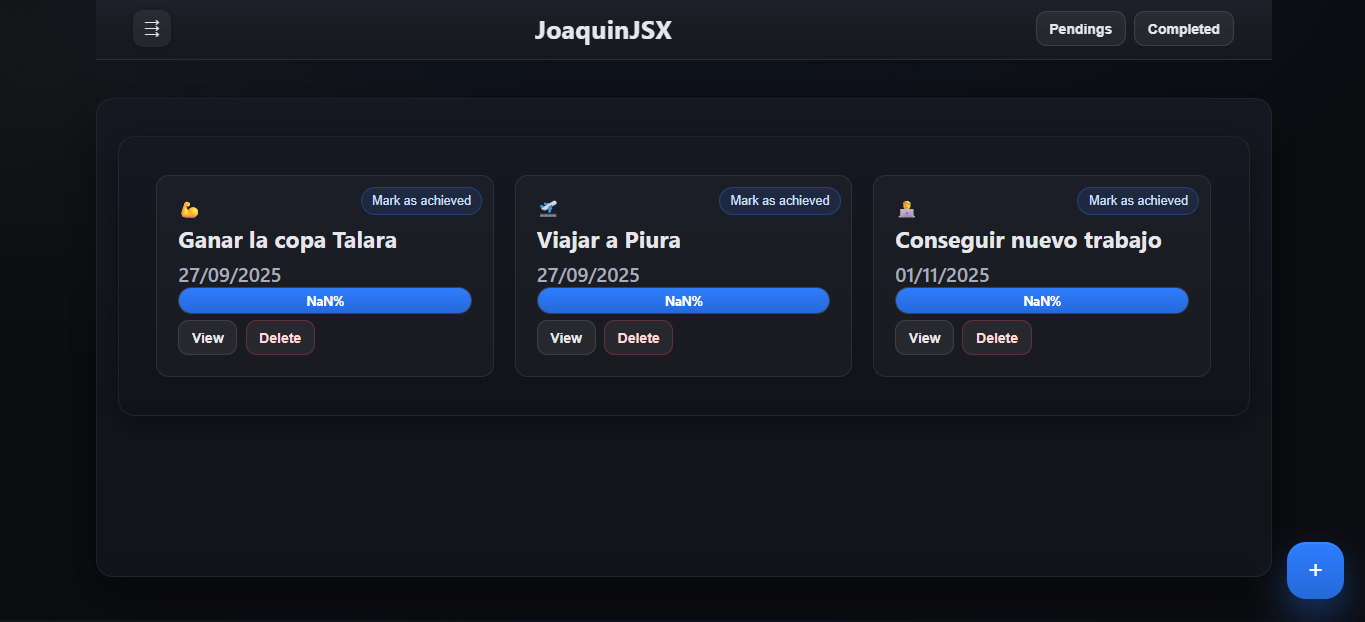 JoaquinJSX
Pendings
Completed
Mark as achieved
Ganar la copa Talara
27/09/2025
NaN%
View
Delete
Mark as achieved
Viajar a Piura
27/09/2025
NaN%
View
Delete
Mark as achieved
Conseguir nuevo trabajo
01/11/2025
NaN%
View
Delete
+